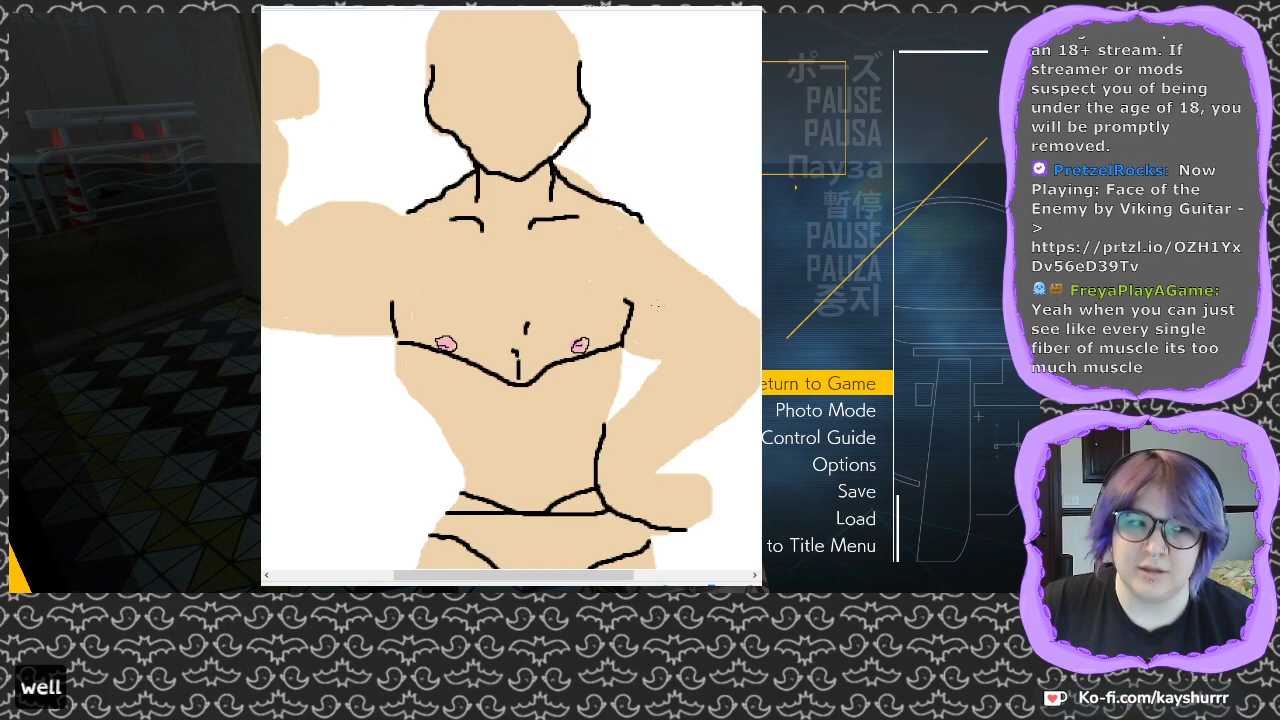 ポーズ
PAUSE
PAUSA
Пауза
暫停
PAUSE
PAUZA
중지
eturn to Game
Photo Mode
Control Guide
Options
Save
Load
to Title Menu
an 18+ stream. If
streamer or mods
suspect you of being
under the age of 18, you
will be promptly
removed.
PretzelRocks: Now
Playing: Face of the
Enemy by Viking Guitar -
>
https://prtzl.io/OZH1Yx
Dv56eD39Tv
FreyaPlayAGame:
Yeah when you can just
see like every single
fiber of muscle its too
much muscle
well
Ko-fi.com/kayshurrr